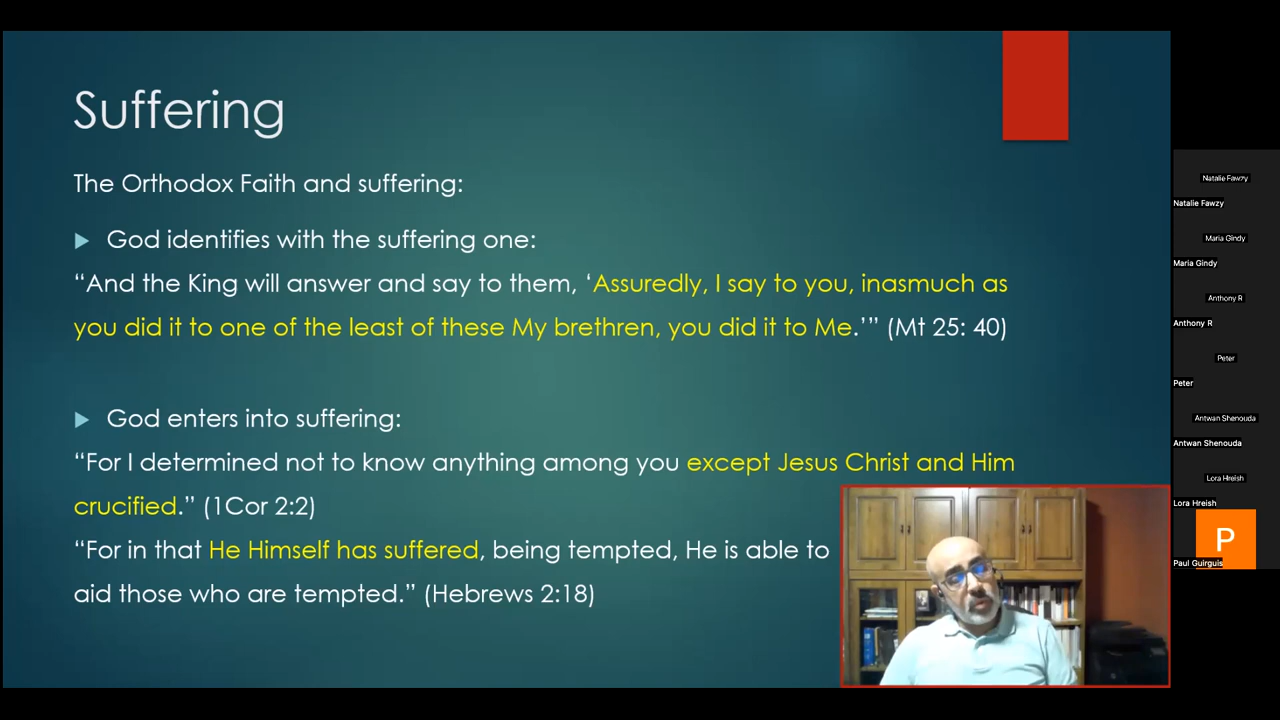 Suffering
The Orthodox Faith and suffering:
God identifies with the suffering one:
“And the King will answer and say to them, ‘Assuredly, I say to you, inasmuch as
you did it to one of the least of these My brethren, you did it to Me.’” (Mt 25: 40)
God enters into suffering:
“For I determined not to know anything among you except Jesus Christ and Him
crucified.” (1Cor 2:2)
“For in that He Himself has suffered, being tempted, He is able to
aid those who are tempted.” (Hebrews 2:18)
Natalie Fawzy
Natalie Fawzy
Maria Gindy
Maria Gindy
Anthony R
Anthony R
Peter
Peter
Antwan Shenouda
Antwan Shenouda
Lora Hreish
Lora Hreish
P
Paul Guirguis